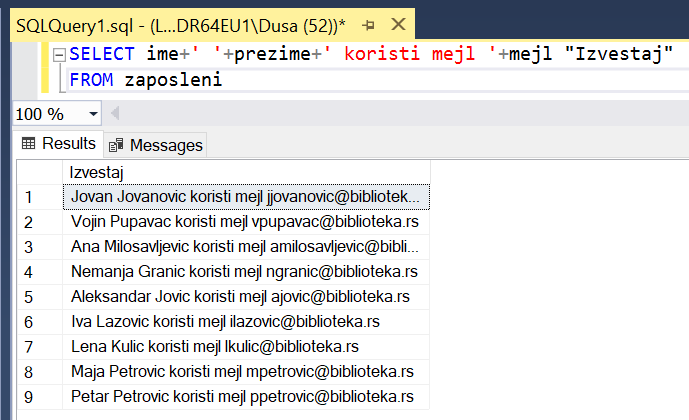 SQLQuery1.sql - (L...DR64EU1\Dusa (52))*
SELECT ime+' '+prezime+' koristi mejl '+mejl "Izvestaj"
FROM zaposleni
100 %
Results Messages
Izvestaj
1 Jovan Jovanovic koristi mejl jjovanovic@bibliotek...
2 Vojin Pupavac koristi mejl vpupavac@biblioteka.rs
3 Ana Milosavljevic koristi mejl amilosavljevic@bibli...
4 Nemanja Granic koristi mejl ngranic@biblioteka.rs
5 Aleksandar Jovic koristi mejl ajovic@biblioteka.rs
6 Iva Lazovic koristi mejl ilazovic@biblioteka.rs
7 Lena Kulic koristi mejl lkulic@biblioteka.rs
8 Maja Petrovic koristi mejl mpetrovic@biblioteka.rs
9 Petar Petrovic koristi mejl ppetrovic@biblioteka.rs